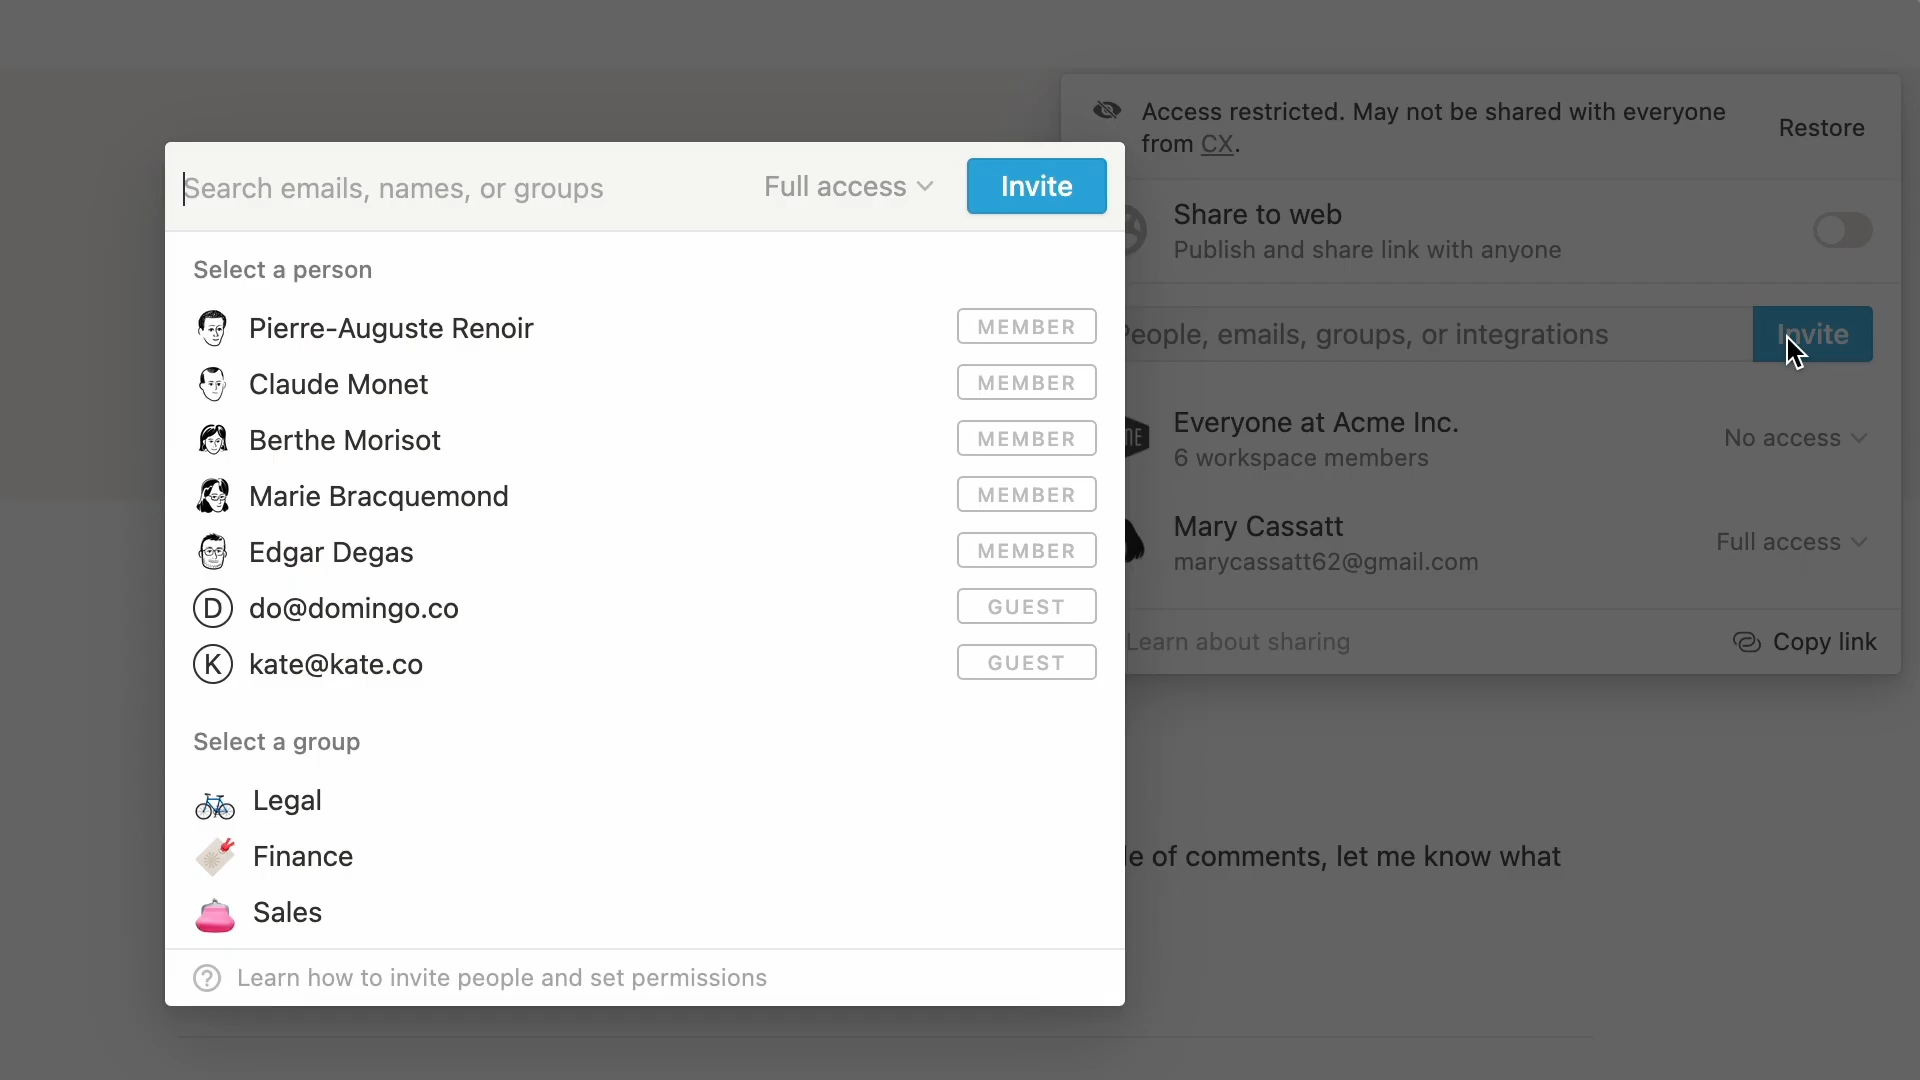 Access restricted. May not be shared with everyone
from CX.
Restore
Search emails, names, or groups
Full access
Invite
Share to web
Publish and share link with anyone
Select a person
Pierre-Auguste Renoir
MEMBER
People, emails, groups, or integrations
Invite
Claude Monet
MEMBER
Berthe Morisot
MEMBER
Everyone at Acme Inc.
6 workspace members
No access
Marie Bracquemond
MEMBER
Edgar Degas
MEMBER
Mary Cassatt
marycassatt62@gmail.com
Full access
D do@domingo.co
GUEST
K kate@kate.co
GUEST
Learn about sharing
Copy link
Select a group
Legal
Finance
of comments, let me know what
Sales
? Learn how to invite people and set permissions